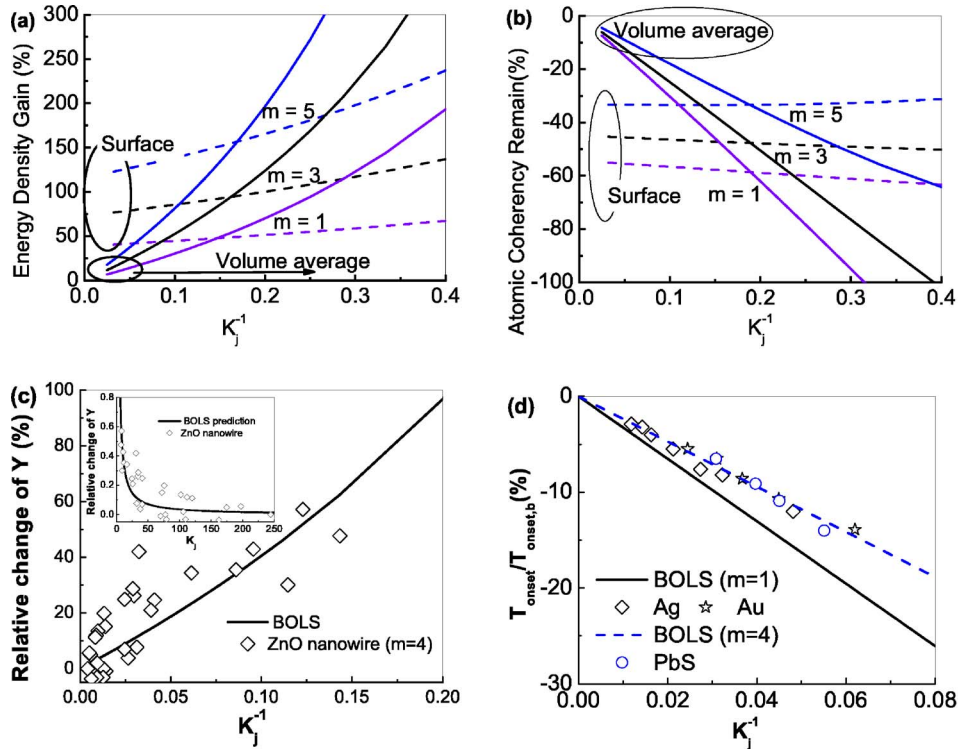 (a)
Energy Density Gain (%)
300
250
200
150
100
50
0
Surface
m = 5
m = 3
m = 1
Volume average
0.0 0.1 0.2 0.3 0.4
K_j^-1
(b)
Atomic Coherency Remain(%)
0
-20
-40
-60
-80
-100
Volume average
m = 5
m = 3
m = 1
Surface
0.0 0.1 0.2 0.3 0.4
K_j^-1
(c)
Relative change of Y (%)
100
80
60
40
20
0
Relative change of Y
0.8
0.6
0.4
0.2
0.0
BOLS prediction
ZnO nanowire
0 50 100 150 200 250
K_j
BOLS
ZnO nanowire (m=4)
0.00 0.05 0.10 0.15 0.20
K_j^-1
(d)
T_onset/T_onset,b(%)
0
-10
-20
-30
BOLS (m=1)
Ag Au
BOLS (m=4)
PbS
0.00 0.02 0.04 0.06 0.08
K_j^-1